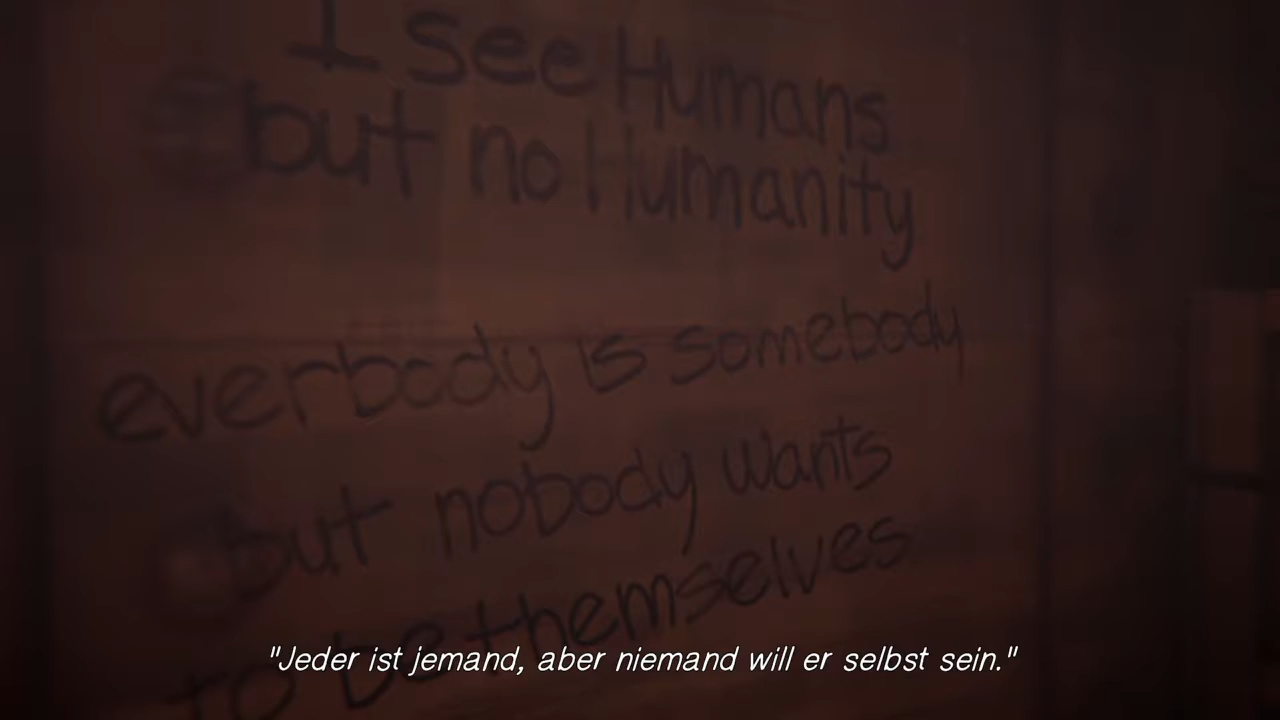 I see Humans
but no Humanity
everbody is somebody
but nobody wants
to be themselves
"Jeder ist jemand, aber niemand will er selbst sein."